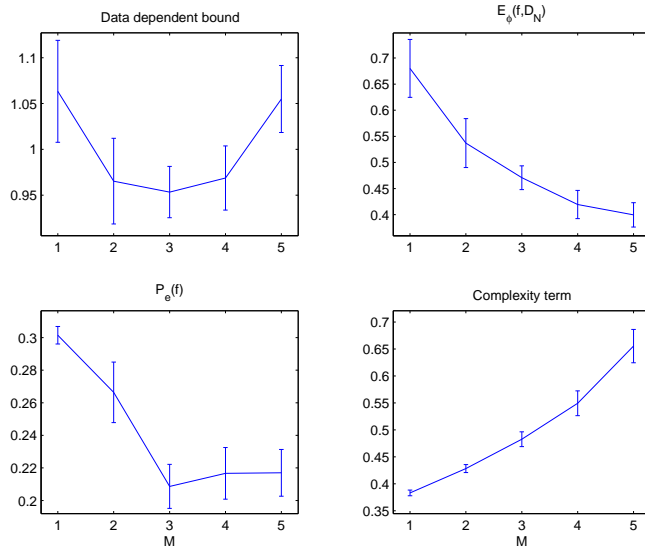 Data dependent bound
1.1
1.05
1
0.95
1 2 3 4 5
E_ϕ(f,D_N)
0.7
0.65
0.6
0.55
0.5
0.45
0.4
1 2 3 4 5
P_e(f)
0.3
0.28
0.26
0.24
0.22
0.2
1 2 3 4 5
M
Complexity term
0.7
0.65
0.6
0.55
0.5
0.45
0.4
0.35
1 2 3 4 5
M